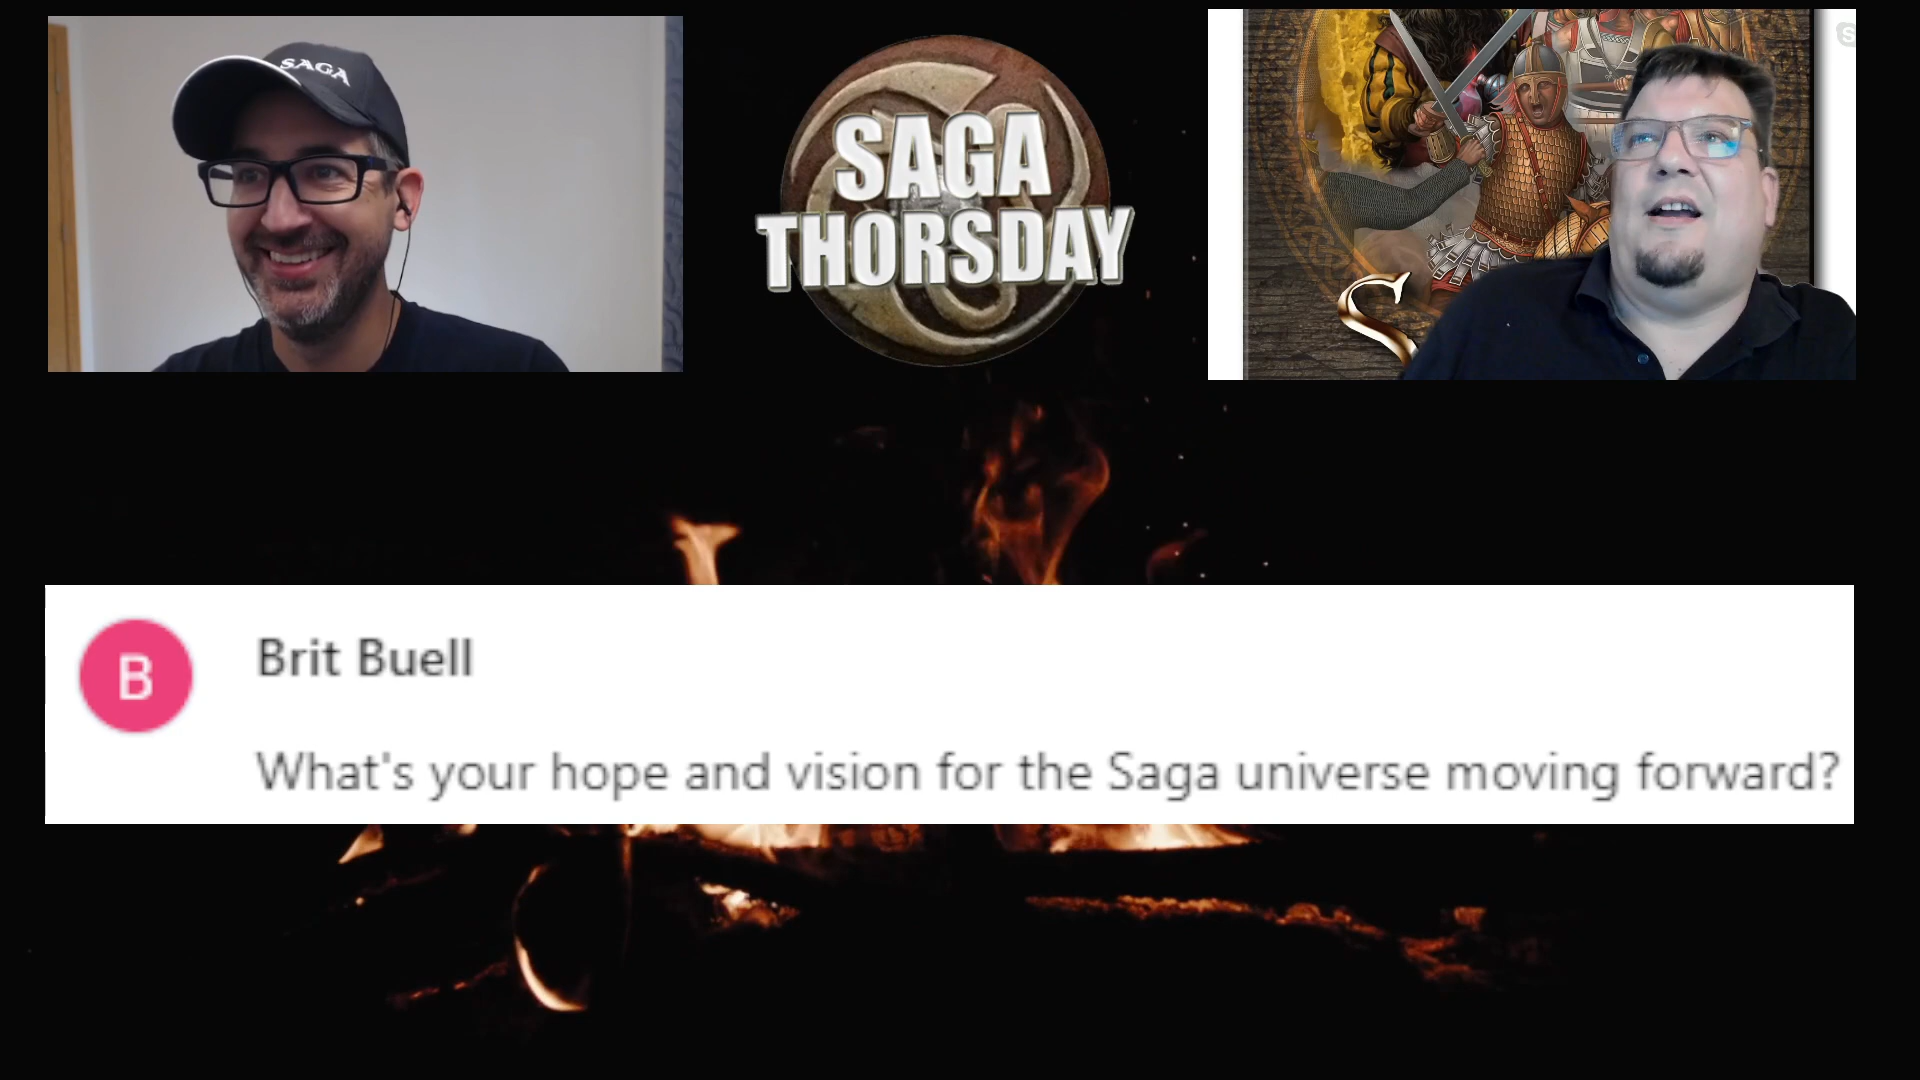 SAGA
SAGA
THORSDAY
S
S
B
Brit Buell
What's your hope and vision for the Saga universe moving forward?